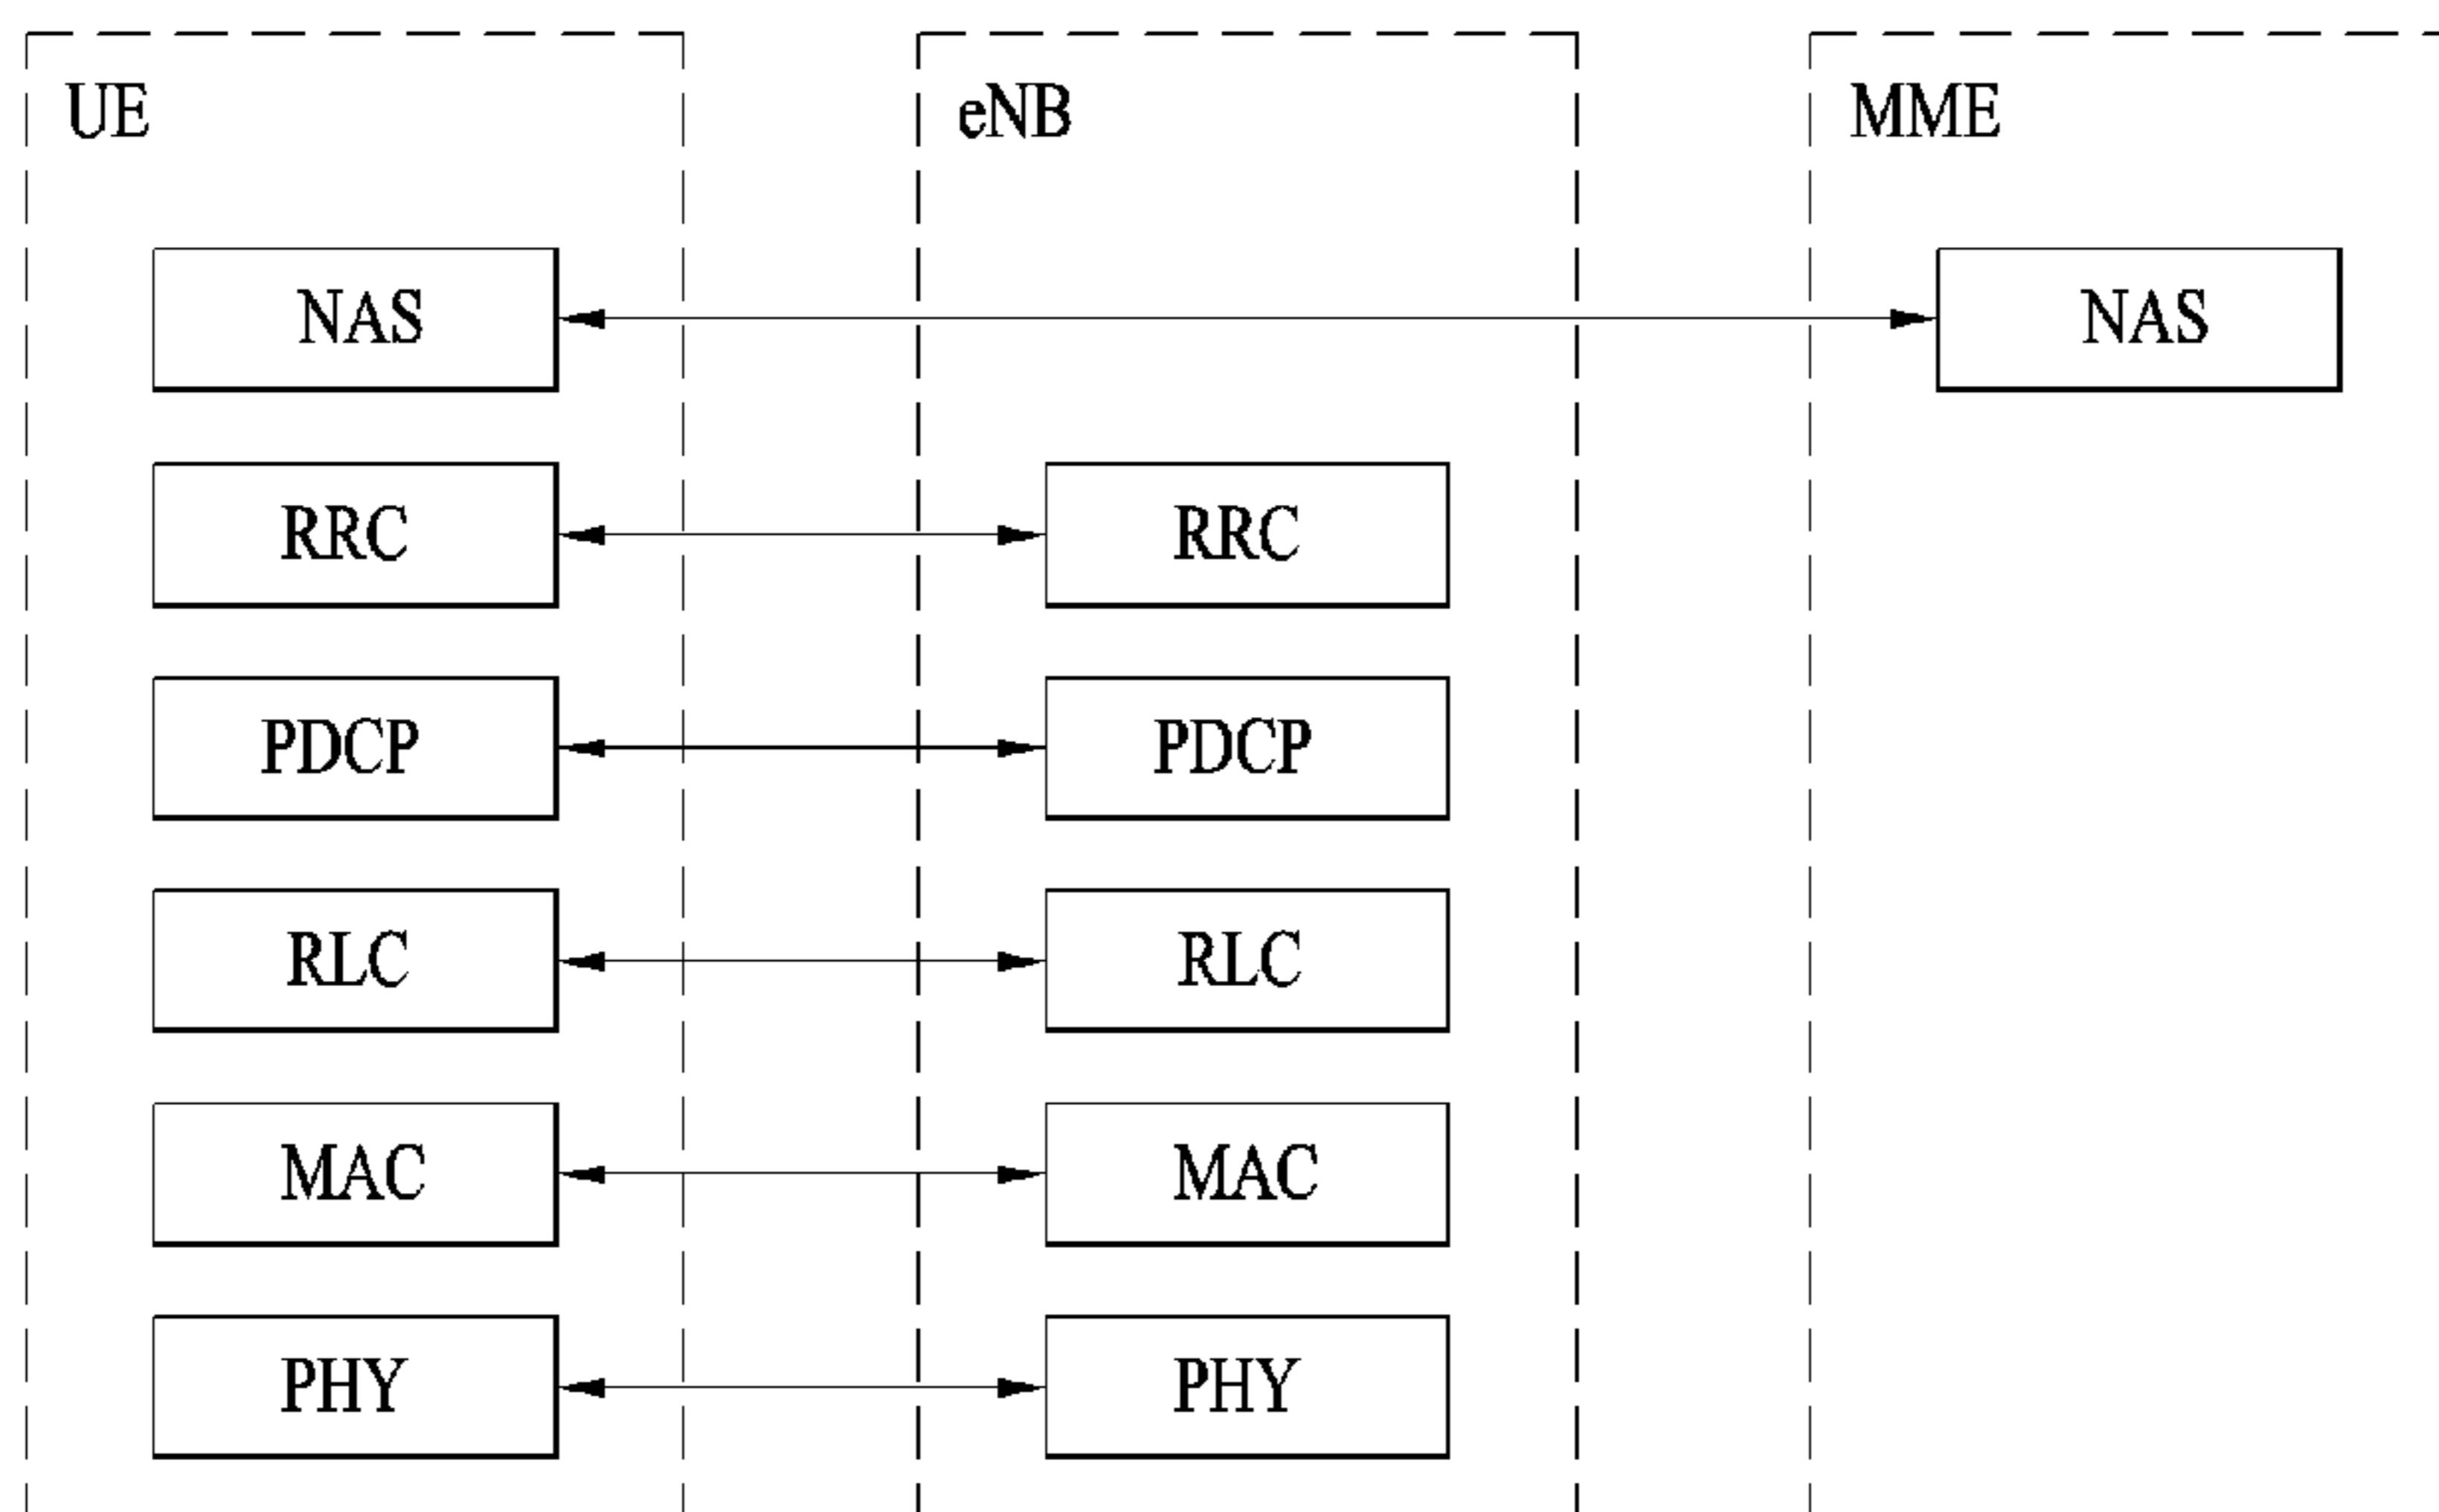 UE eNB MME
NAS NAS
RRC RRC
PDCP PDCP
RLC RLC
MAC MAC
PHY PHY